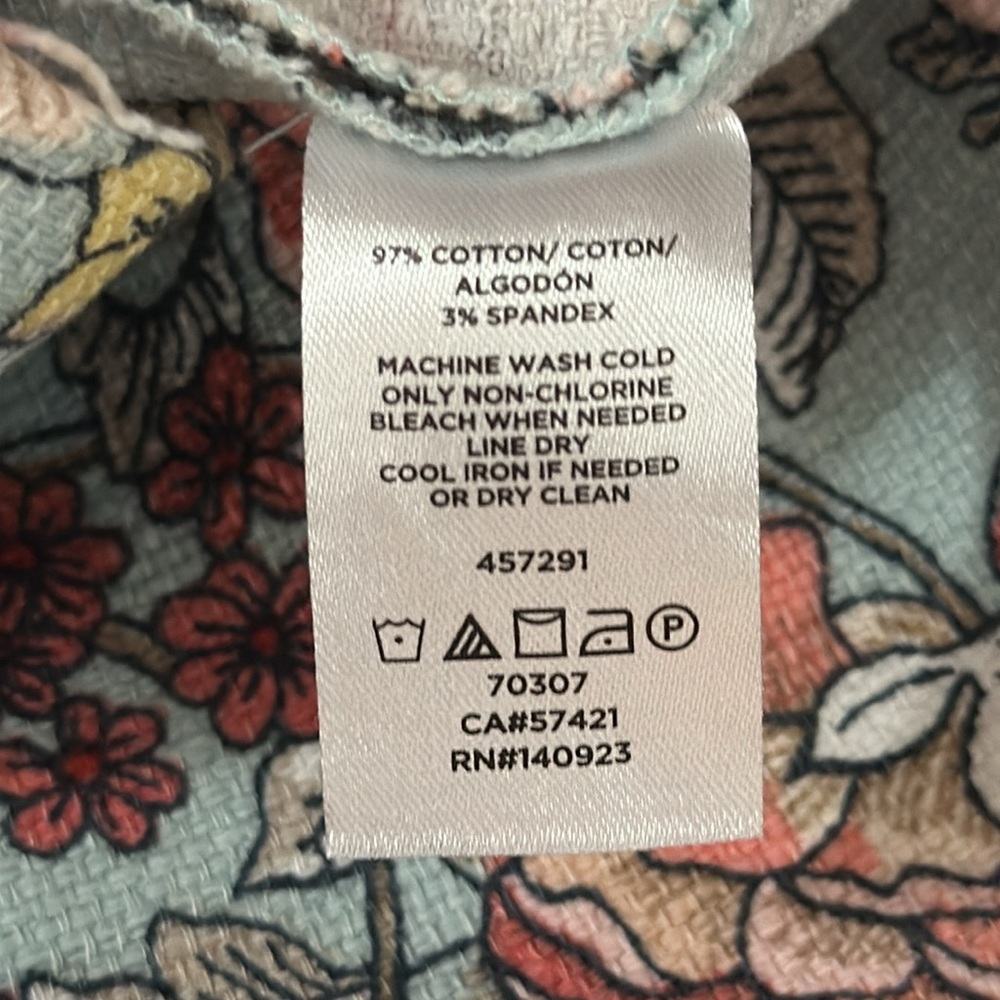 97% COTTON/ COTON/
ALGODÓN
3% SPANDEX
MACHINE WASH COLD
ONLY NON-CHLORINE
BLEACH WHEN NEEDED
LINE DRY
COOL IRON IF NEEDED
OR DRY CLEAN
457291
P
70307
CA#57421
RN#140923